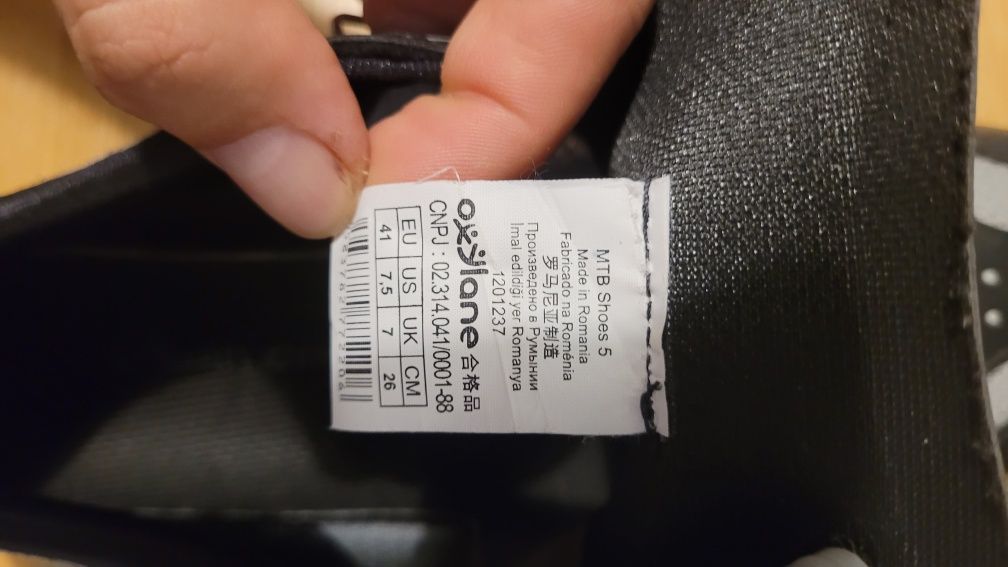 MTB Shoes 5
Made in Romania
Fabricado na Roménia
罗马尼亚制造
Произведено в Румынии
Imal edildiği yer Romanya
1201237
oxylane 合格品
CNPJ : 02.314.041/0001-88
EU US UK CM
41 7,5 7 26